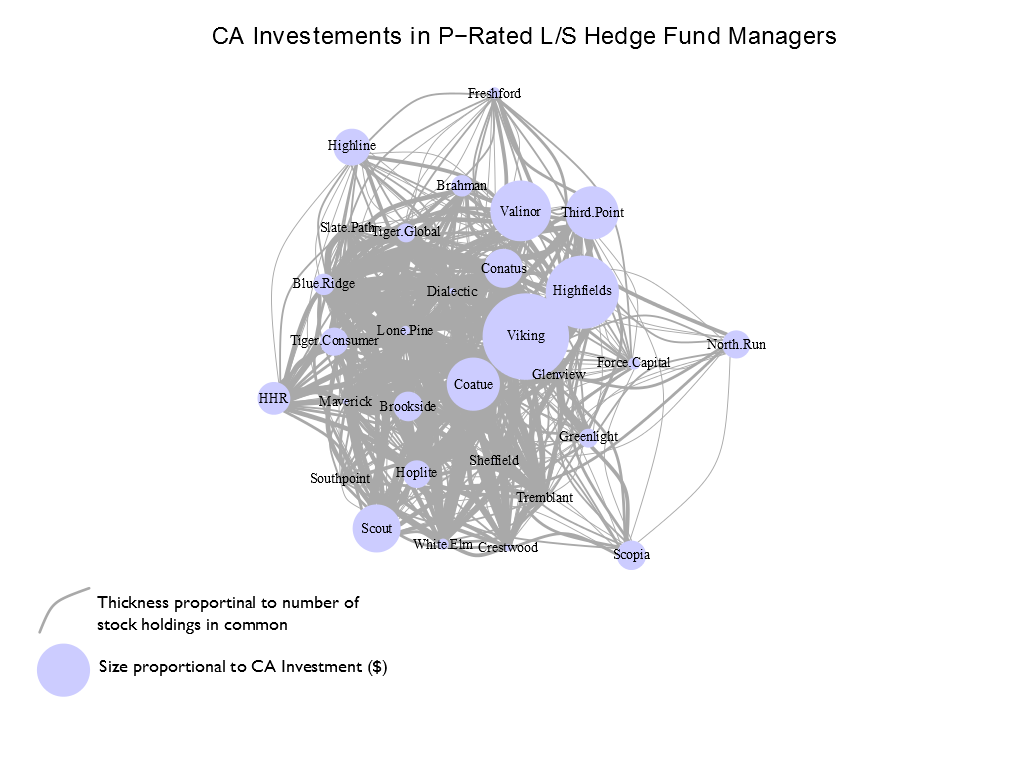 CA Investements in P−Rated L/S Hedge Fund Managers
Freshford
Highline
Brahman
Valinor
Third.Point
Slate.Path
Tiger.Global
Conatus
Blue.Ridge
Dialectic
Highfields
Lone.Pine
Viking
Tiger.Consumer
North.Run
Force.Capital
Glenview
Coatue
HHR
Maverick
Brookside
Greenlight
Sheffield
Hoplite
Southpoint
Tremblant
Scout
White.Elm
Crestwood
Scopia
Thickness proportinal to number of
stock holdings in common
Size proportional to CA Investment ($)